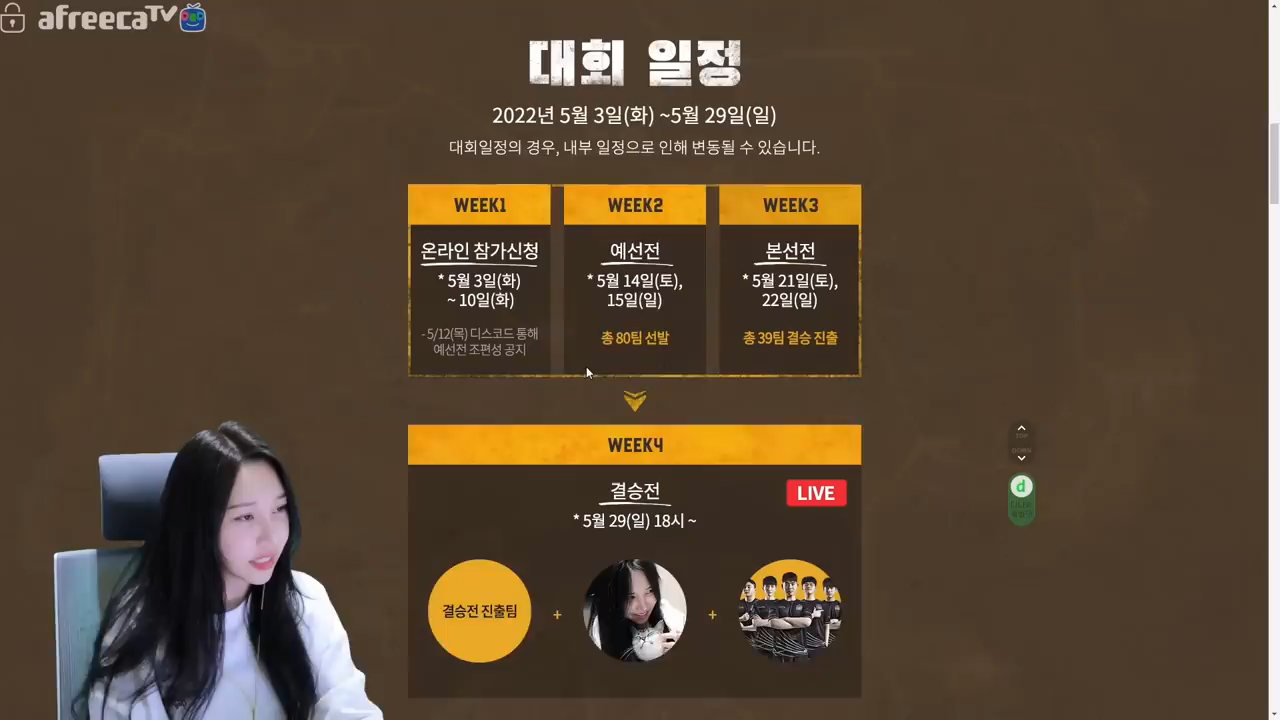 afreecaTV
대회 일정
2022년 5월 3일(화) ~5월 29일(일)
대회일정의 경우, 내부 일정으로 인해 변동될 수 있습니다.
WEEK1
온라인 참가신청
* 5월 3일(화)
~ 10일(화)
- 5/12(목) 디스코드 통해
예선전 조편성 공지
WEEK2
예선전
* 5월 14일(토),
15일(일)
총 80팀 선발
WEEK3
본선전
* 5월 21일(토),
22일(일)
총 39팀 결승 진출
WEEK4
결승전
LIVE
* 5월 29(일) 18시 ~
결승전 진출팀
+
+
TOP
DOWN
d